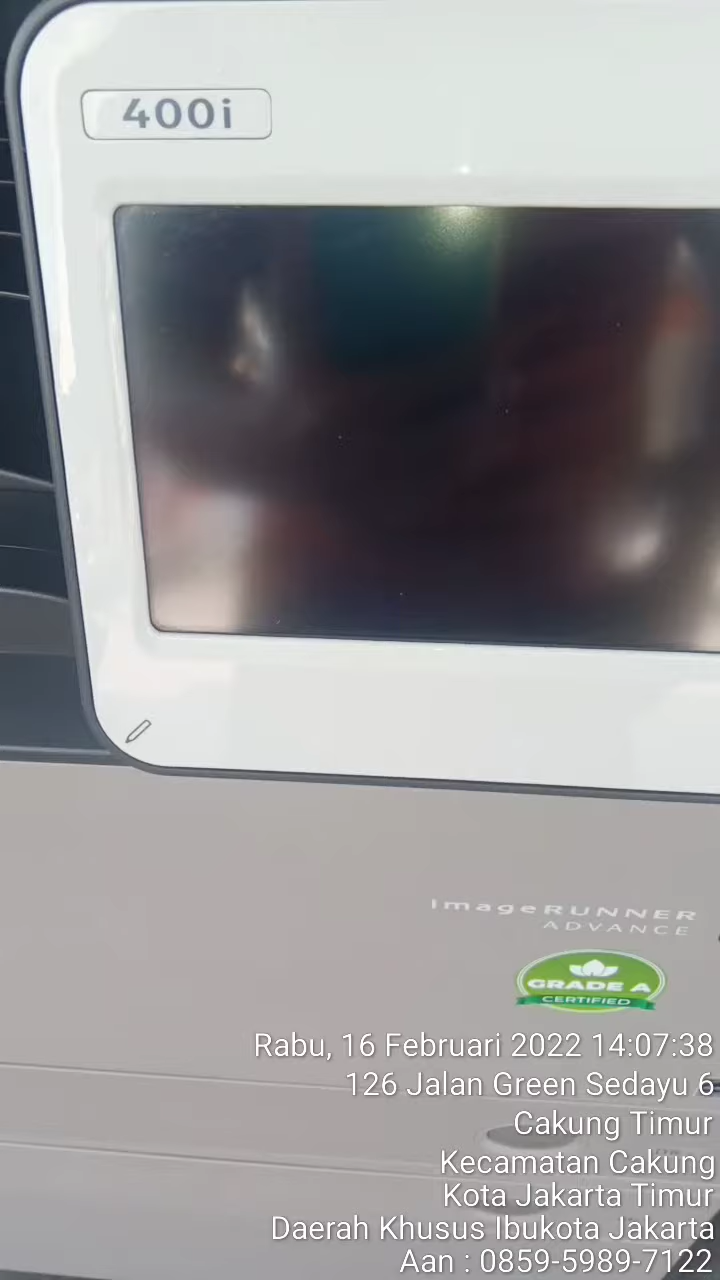 400i
imageRUNNER
ADVANCE
GRADE A
CERTIFIED
Rabu, 16 Februari 2022 14:07:38
126 Jalan Green Sedayu 6
Cakung Timur
Kecamatan Cakung
Kota Jakarta Timur
Daerah Khusus Ibukota Jakarta
Aan : 0859-5989-7122